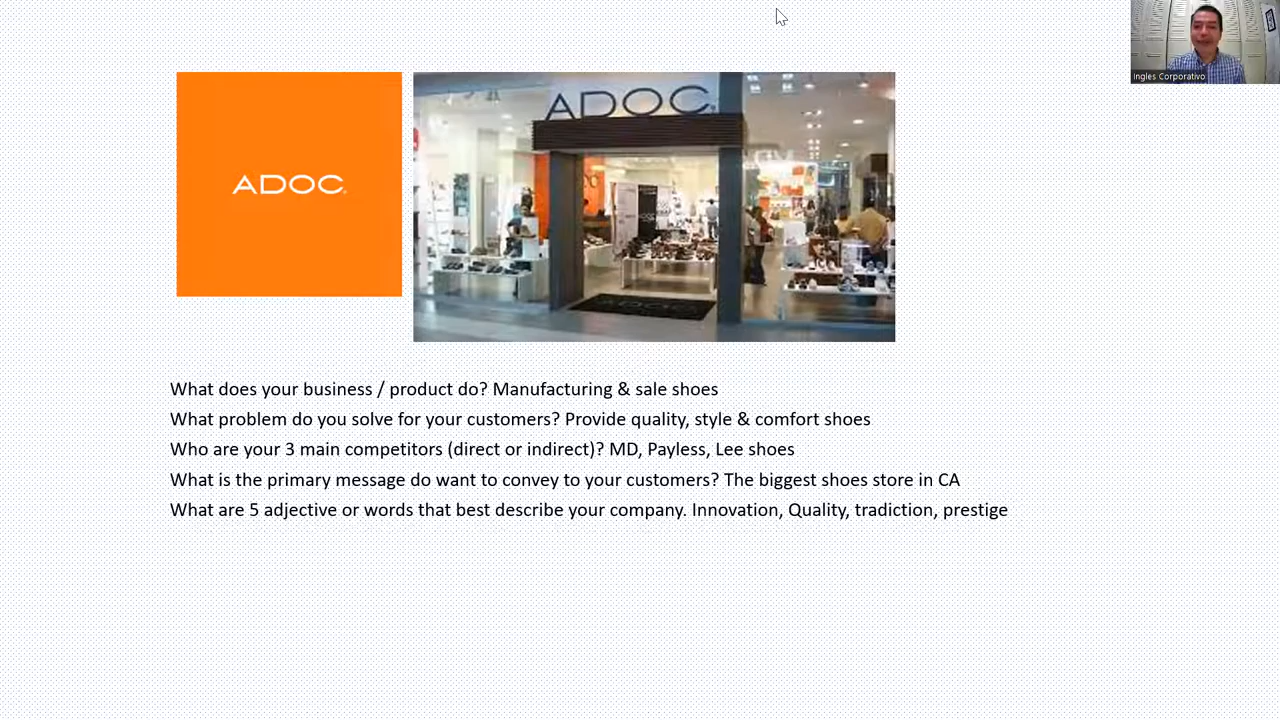 Ingles Corporativo
ADOC
ADOC
What does your business / product do? Manufacturing & sale shoes
What problem do you solve for your customers? Provide quality, style & comfort shoes
Who are your 3 main competitors (direct or indirect)? MD, Payless, Lee shoes
What is the primary message do want to convey to your customers? The biggest shoes store in CA
What are 5 adjective or words that best describe your company. Innovation, Quality, tradiction, prestige